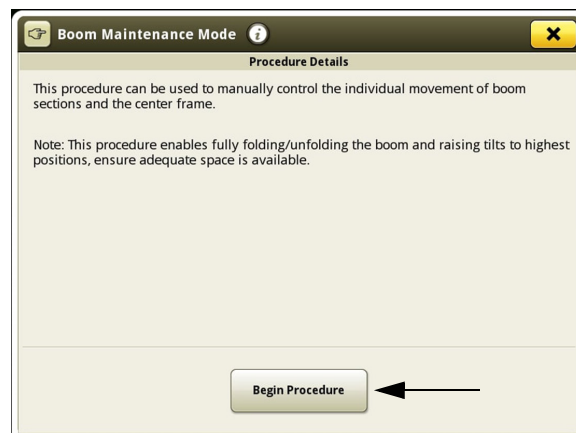 Boom Maintenance Mode i
Procedure Details
This procedure can be used to manually control the individual movement of boom
sections and the center frame.
Note: This procedure enables fully folding/unfolding the boom and raising tilts to highest
positions, ensure adequate space is available.
Begin Procedure